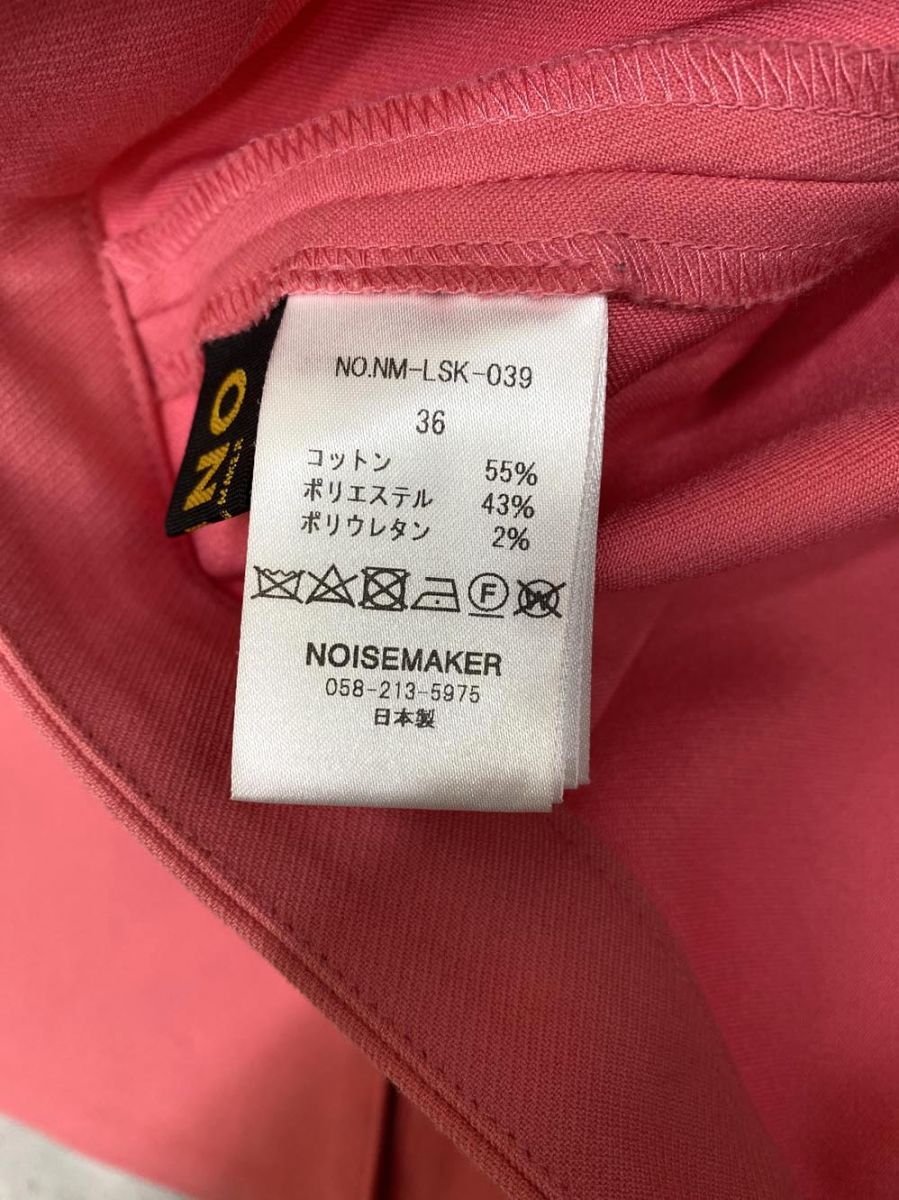 NO.NM-LSK-039
36
コットン 55%
ポリエステル 43%
ポリウレタン 2%
F W
NOISEMAKER
058-213-5975
日本製
NO
MAKER